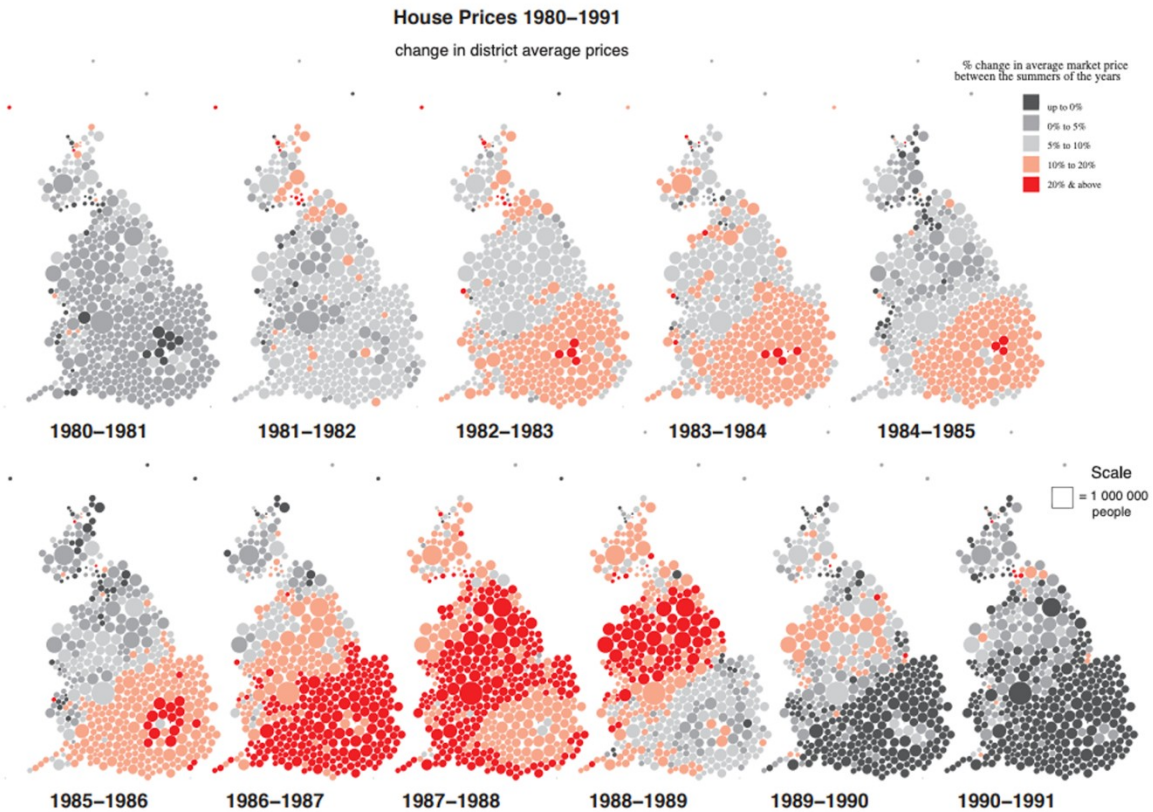 House Prices 1980–1991
change in district average prices
% change in average market price
between the summers of the years
up to 0%
0% to 5%
5% to 10%
10% to 20%
20% & above
1980–1981
1981–1982
1982–1983
1983–1984
1984–1985
Scale
= 1 000 000
people
1985–1986
1986–1987
1987–1988
1988–1989
1989–1990
1990–1991